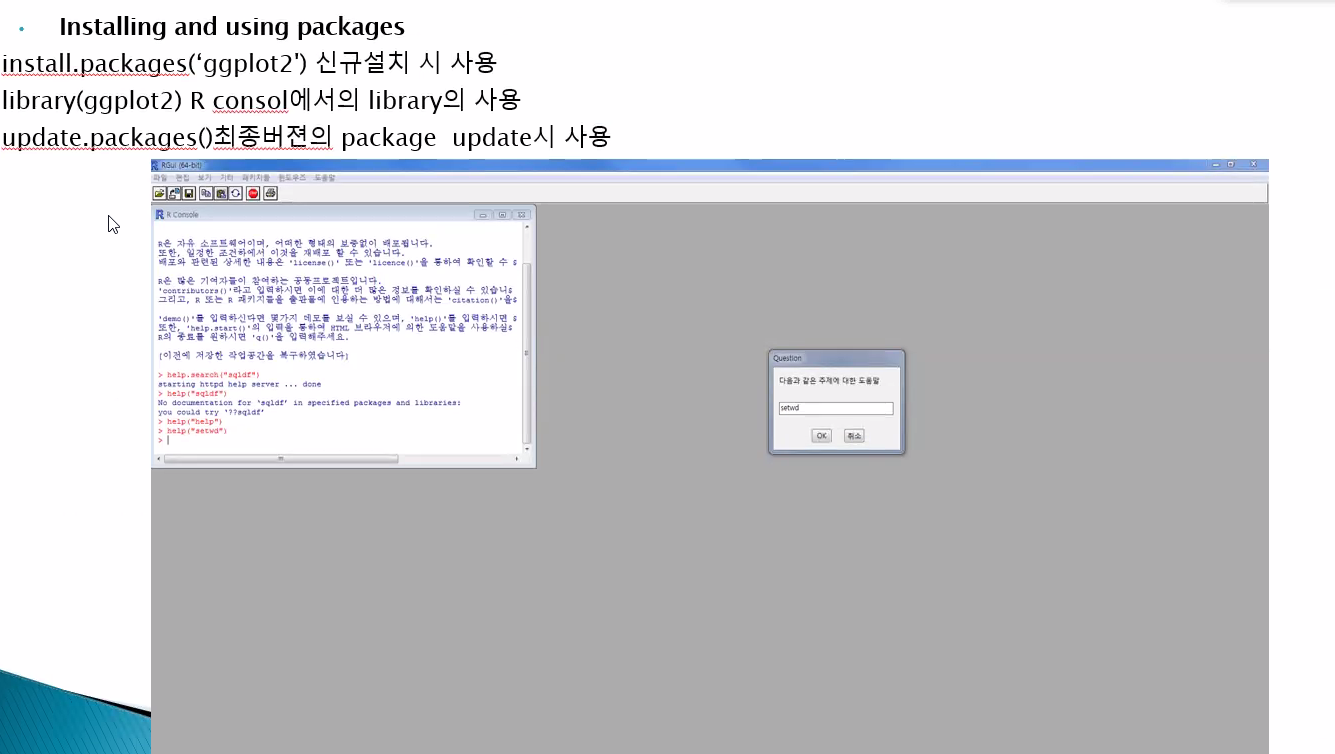 • Installing and using packages
install.packages(‘ggplot2') 신규설치 시 사용
library(ggplot2) R consol에서의 library의 사용
update.packages()최종버젼의 package update시 사용
RGui (64-bit)
파일 편집 보기 기타 패키지들 윈도우즈 도움말
R Console
R은 자유 소프트웨어이며, 어떠한 형태의 보증없이 배포됩니다.
또한, 일정한 조건하에서 이것을 재배포 할 수 있습니다.
배포와 관련된 상세한 내용은 'license()' 또는 'licence()'을 통하여 확인할 수 $
R은 많은 기여자들이 참여하는 공동프로젝트입니다.
'contributors()'라고 입력하시면 이에 대한 더 많은 정보를 확인하실 수 있습니$
그리고, R 또는 R 패키지들을 출판물에 인용하는 방법에 대해서는 'citation()'을$
'demo()'를 입력하신다면 몇가지 데모를 보실 수 있으며, 'help()'를 입력하시면 $
또한, 'help.start()'의 입력을 통하여 HTML 브라우저에 의한 도움말을 사용하실$
R의 종료를 원하시면 'q()'을 입력해주세요.
[이전에 저장한 작업공간을 복구하였습니다]
> help.search("sqldf")
starting httpd help server ... done
> help("sqldf")
No documentation for ‘sqldf’ in specified packages and libraries:
you could try ‘??sqldf’
> help("help")
> help("setwd")
>
Question
다음과 같은 주제에 대한 도움말
setwd
OK 취소